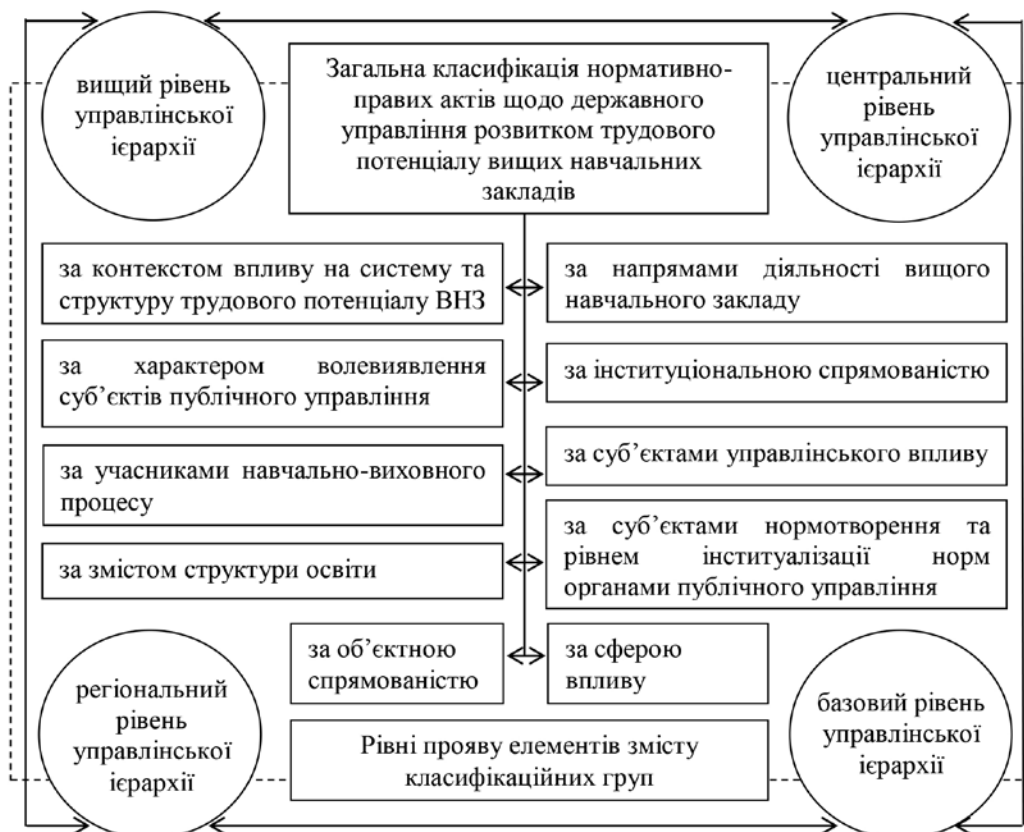 вищий рівень
управлінської
ієрархії
Загальна класифікація нормативно-
правих актів щодо державного
управління розвитком трудового
потенціалу вищих навчальних
закладів
центральний
рівень
управлінської
ієрархії
за контекстом впливу на систему та
структуру трудового потенціалу ВНЗ
за напрямами діяльності вищого
навчального закладу
за характером волевиявлення
суб’єктів публічного управління
за інституціональною спрямованістю
за учасниками навчально-виховного
процесу
за суб’єктами управлінського впливу
за змістом структури освіти
за суб’єктами нормотворення та
рівнем інституалізації норм
органами публічного управління
за об’єктною
спрямованістю
за сферою
впливу
регіональний
рівень
управлінської
ієрархії
Рівні прояву елементів змісту
класифікаційних груп
базовий рівень
управлінської
ієрархії